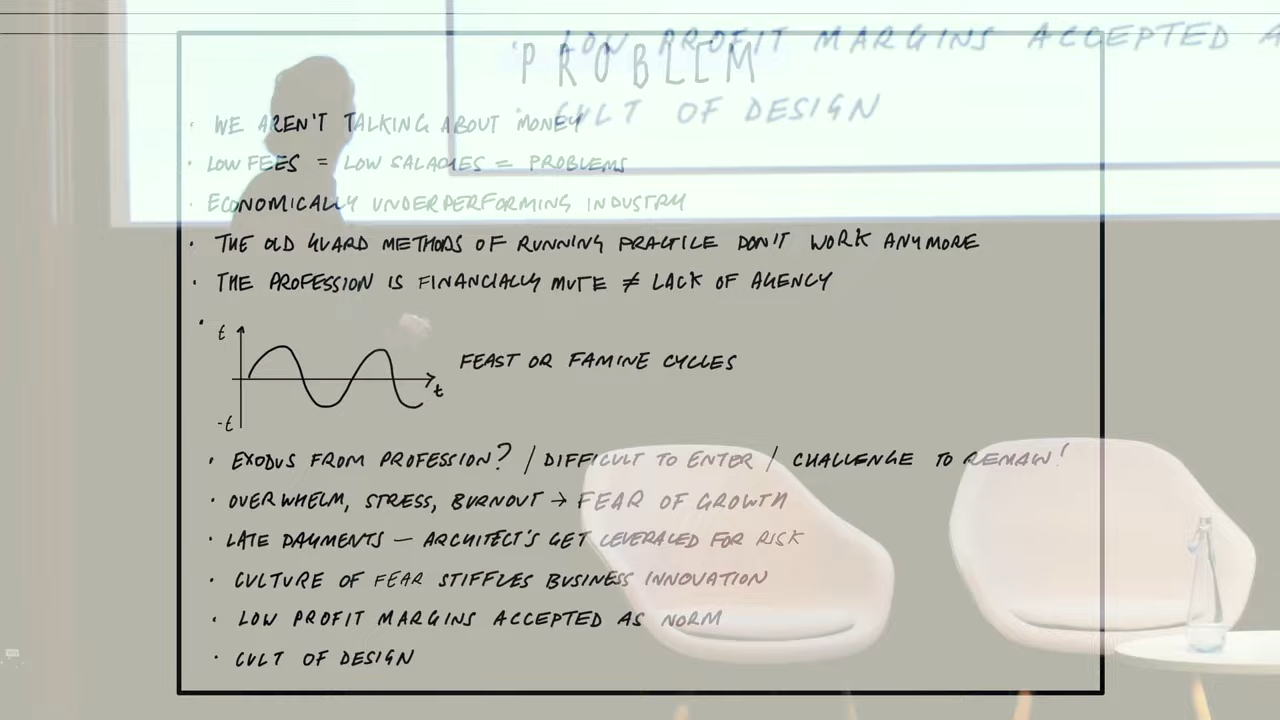 LOW PROFIT MARGINS ACCEPTED A
CULT OF DESIGN
PROBLEM
· WE AREN'T TALKING ABOUT MONEY
· LOW FEES = LOW SALARIES = PROBLEMS
· ECONOMICALLY UNDERPERFORMING INDUSTRY
· THE OLD GUARD METHODS OF RUNNING PRACTICE DON'T WORK ANYMORE
· THE PROFESSION IS FINANCIALLY MUTE ≠ LACK OF AGENCY
·
£
FEAST OR FAMINE CYCLES
t
-£
· EXODUS FROM PROFESSION? / DIFFICULT TO ENTER / CHALLENGE TO REMAIN!
· OVERWHELM, STRESS, BURNOUT → FEAR OF GROWTH
· LATE PAYMENTS — ARCHITECT'S GET LEVERAGED FOR RISK
· CULTURE OF FEAR STIFFLES BUSINESS INNOVATION
· LOW PROFIT MARGINS ACCEPTED AS NORM
· CULT OF DESIGN